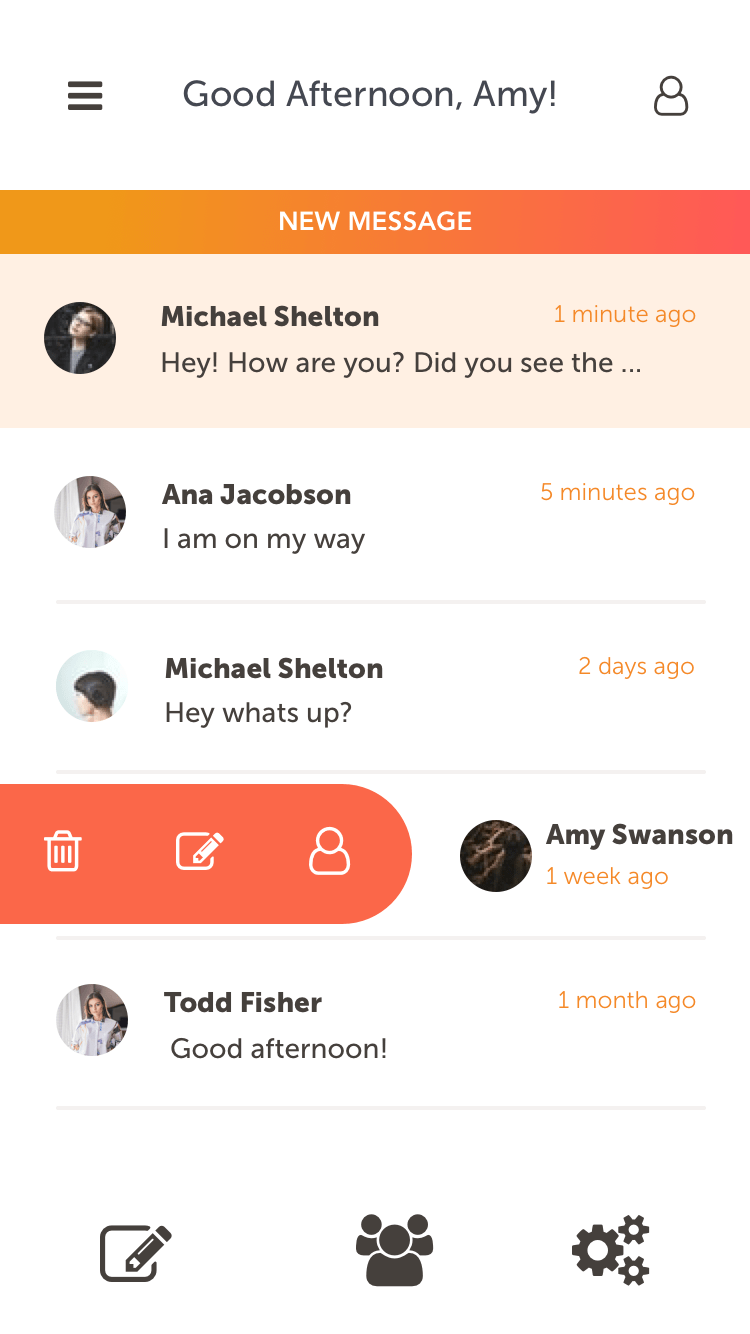 Good Afternoon, Amy!
NEW MESSAGE
Michael Shelton 1 minute ago
Hey! How are you? Did you see the ...
Ana Jacobson 5 minutes ago
I am on my way
Michael Shelton 2 days ago
Hey whats up?
Amy Swanson
1 week ago
Todd Fisher 1 month ago
Good afternoon!